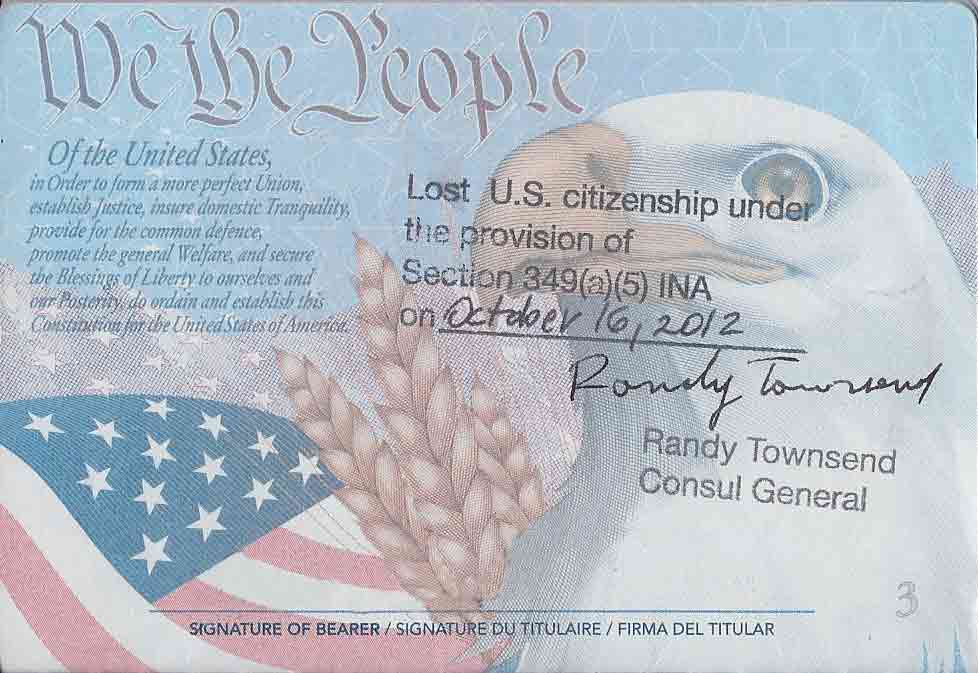 We the People
Of the United States,
in Order to form a more perfect Union,
establish Justice, insure domestic Tranquility,
provide for the common defence,
promote the general Welfare, and secure
the Blessings of Liberty to ourselves and
our Posterity, do ordain and establish this
Constitution for the United States of America.
Lost U.S. citizenship under
the provision of
Section 349(a)(5) INA
on October 16, 2012
Randy Townsend
Randy Townsend
Consul General
3
SIGNATURE OF BEARER / SIGNATURE DU TITULAIRE / FIRMA DEL TITULAR